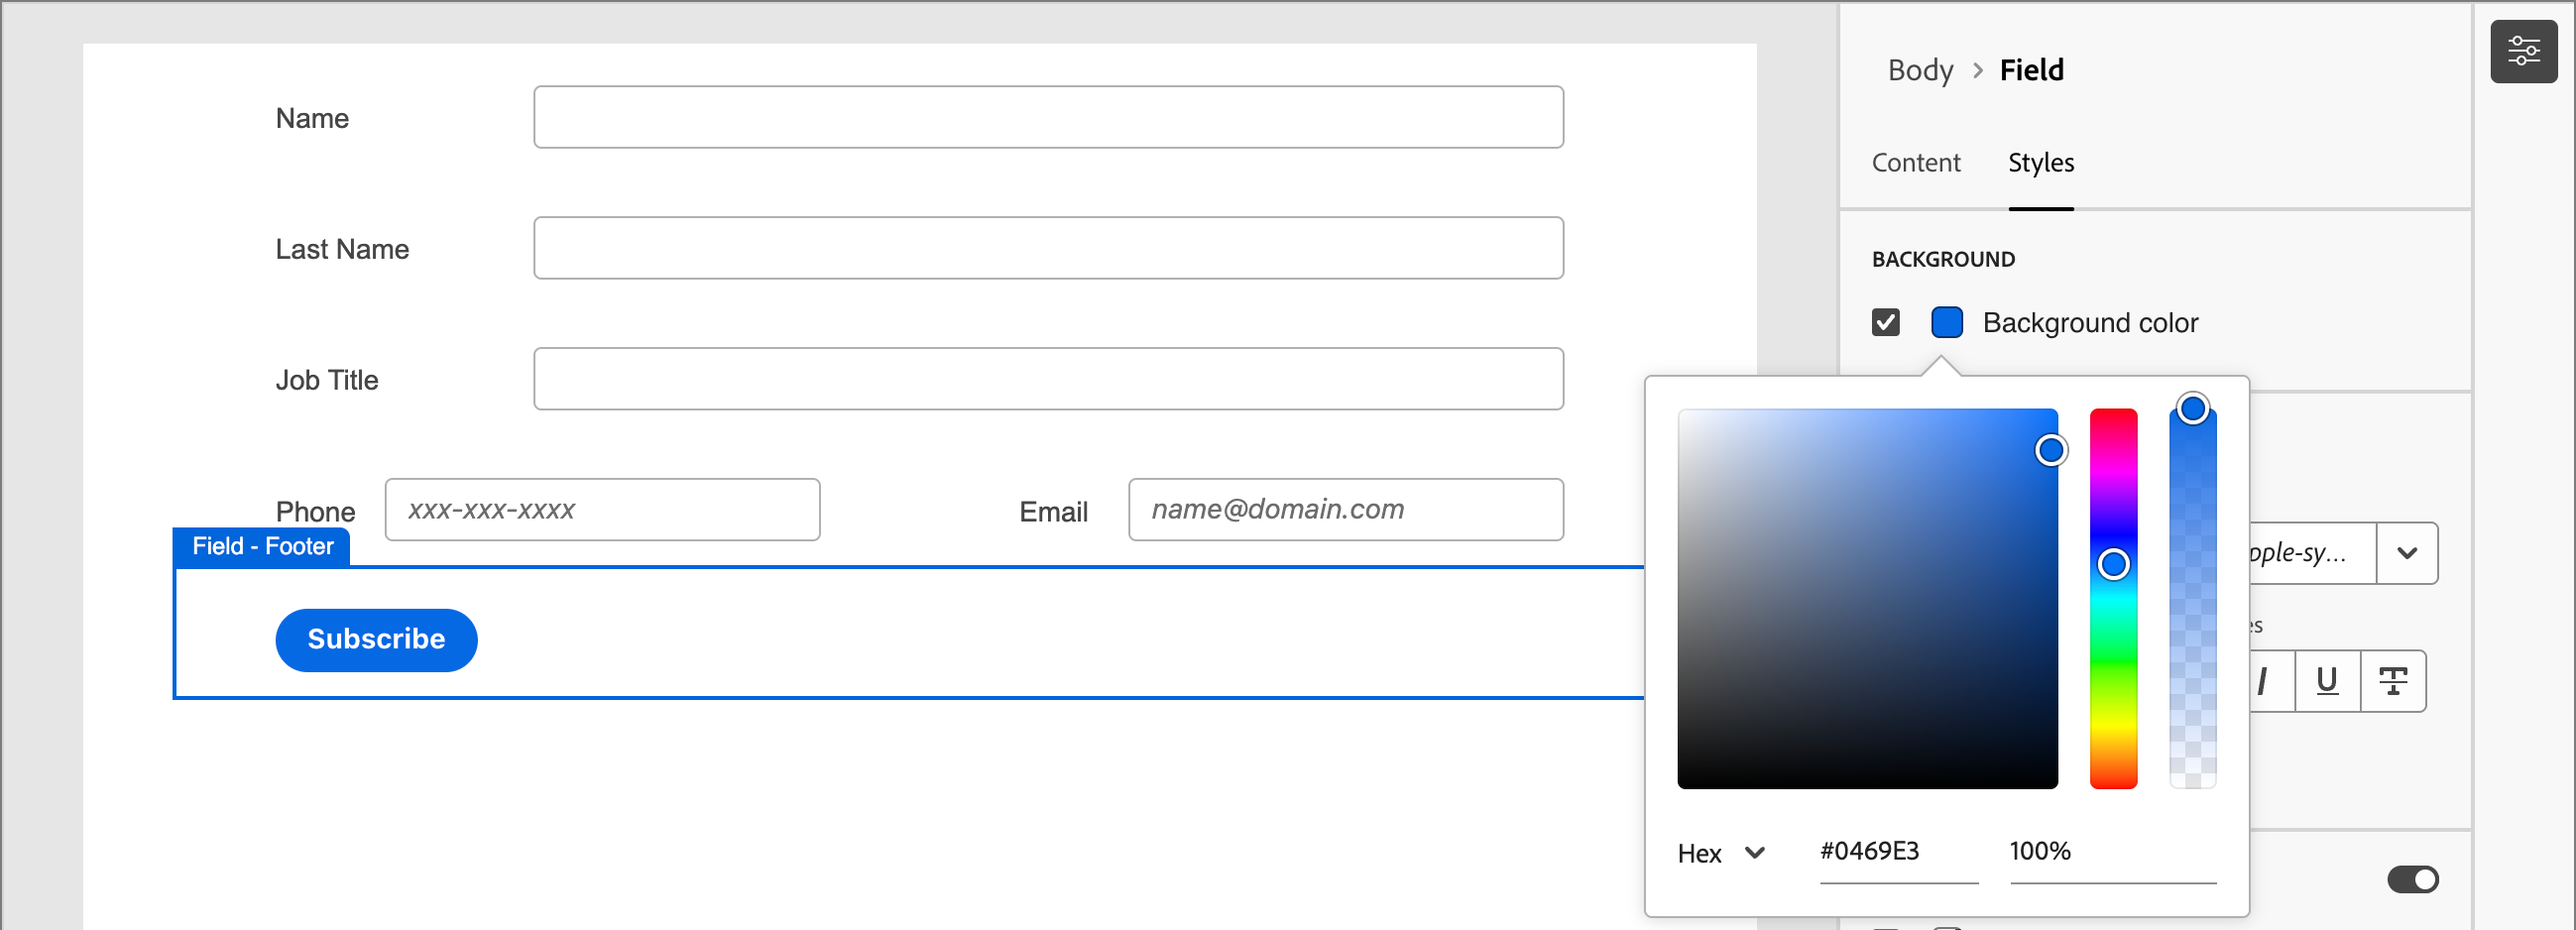 Name
Last Name
Job Title
Phone
xxx-xxx-xxxx
Email
name@domain.com
Field - Footer
Subscribe
Body > Field
Content
Styles
BACKGROUND
Background color
pple-sy...
es
I
U
T
Hex
#0469E3
100%